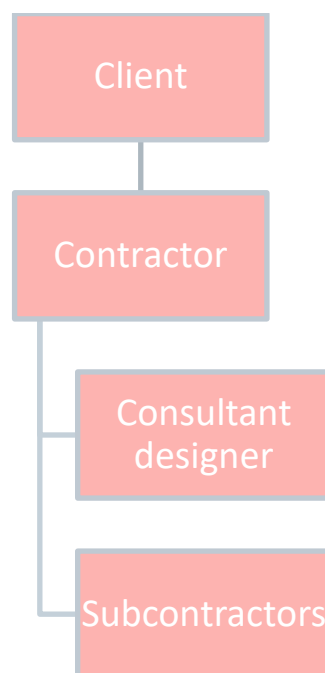 Client
Contractor
Consultant
designer
Subcontractors